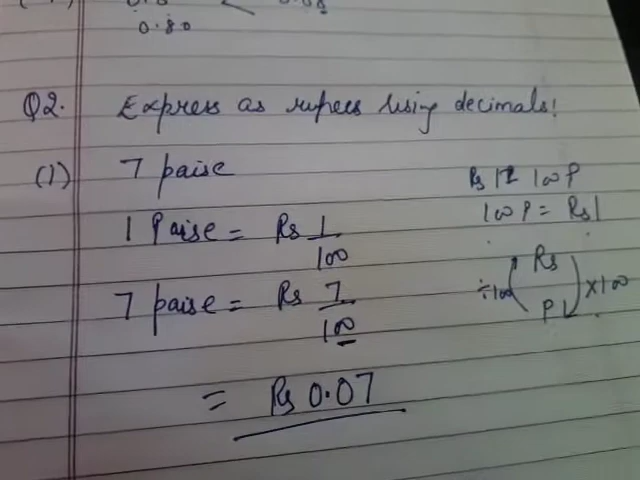 0.80
Q2. Express as rupees using decimals!
(1) 7 paise
1 Paise = Rs 1/100
7 paise = Rs 7/100
= Rs 0.07
Rs 1 = 100 P
100 P = Rs 1
Rs
÷100 ×100
P